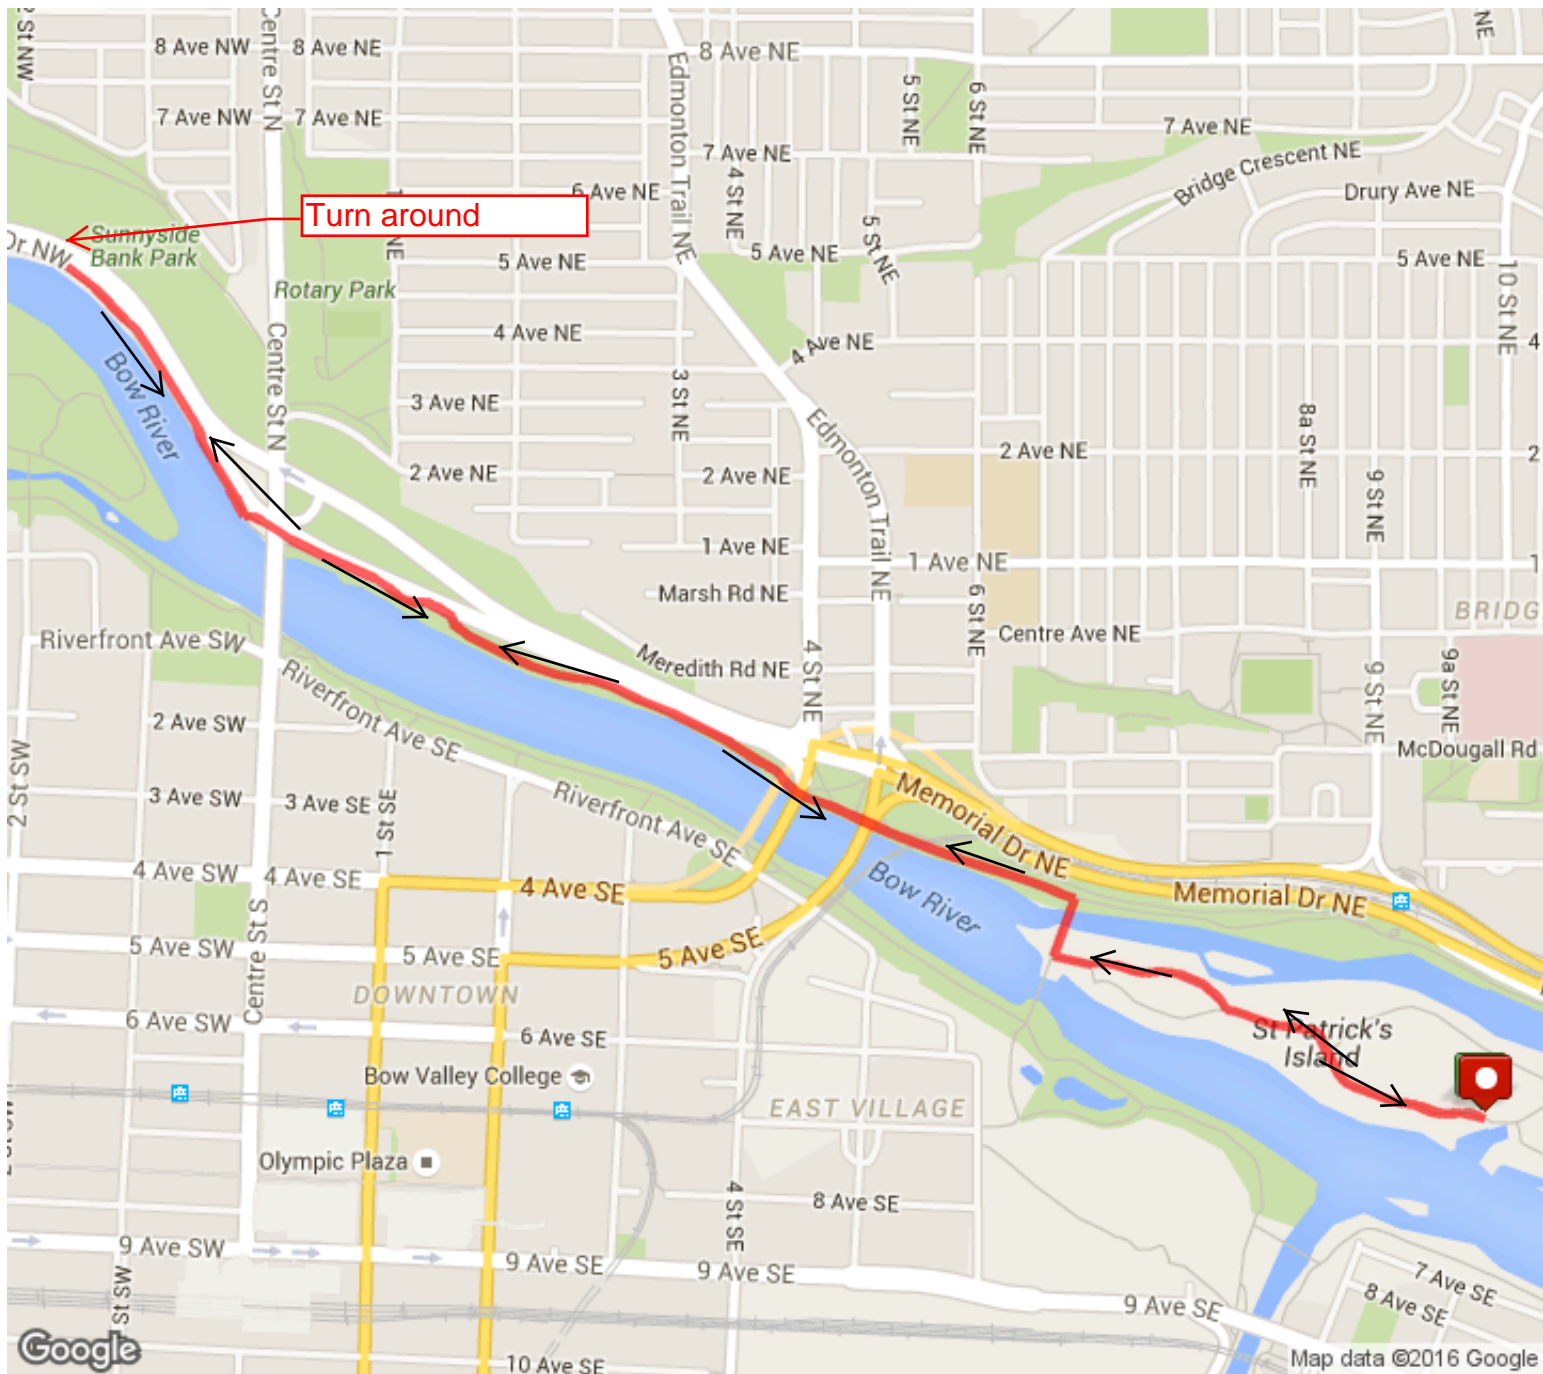 8 Ave NW
8 Ave NE
Centre St N
Edmonton Trail NE
8 Ave NE
5 St NE
6 St NE
7 Ave NW
7 Ave NE
7 Ave NE
7 Ave NE
Bridge Crescent NE
4 St NE
6 Ave NE
Drury Ave NE
Turn around
Dr NW
Sunnyside
Bank Park
5 St NE
5 Ave NE
5 Ave NE
5 Ave NE
10 St NE
Rotary Park
4 Ave NE
4 Ave NE
4
Centre St N
Bow River
3 Ave NE
3 St NE
8a St NE
Edmonton Trail NE
2 Ave NE
2 Ave NE
2 Ave NE
2
9 St NE
1 Ave NE
1 Ave NE
1
Marsh Rd NE
6 St NE
BRIDG
Riverfront Ave SW
Centre Ave NE
Meredith Rd NE
4 St NE
9 St NE
9a St NE
Riverfront Ave SE
2 Ave SW
McDougall Rd
2 St SW
3 Ave SW
3 Ave SE
1 St SE
Riverfront Ave SE
Memorial Dr NE
4 Ave SW
4 Ave SE
4 Ave SE
Bow River
Memorial Dr NE
Centre St S
5 Ave SW
5 Ave SE
5 Ave SE
DOWNTOWN
6 Ave SW
6 Ave SE
St Patrick's
Island
Bow Valley College
EAST VILLAGE
Olympic Plaza
4 St SE
8 Ave SE
9 Ave SW
9 Ave SE
9 Ave SE
St SW
9 Ave SE
7 Ave SE
8 Ave SE
10 Ave SE
Google
Map data ©2016 Google